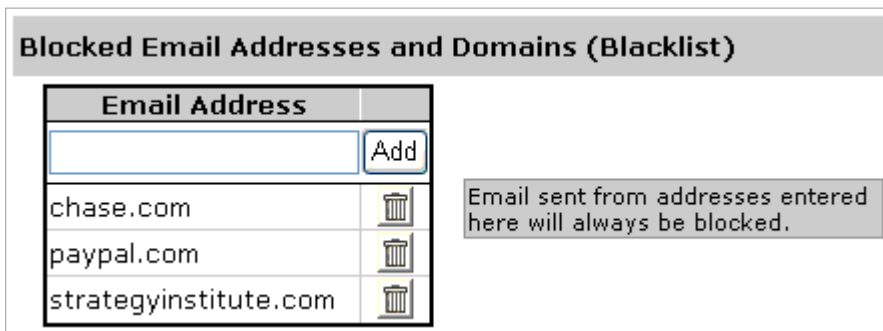 Blocked Email Addresses and Domains (Blacklist)
Email Address
Add
chase.com
paypal.com
strategyinstitute.com
Email sent from addresses entered
here will always be blocked.